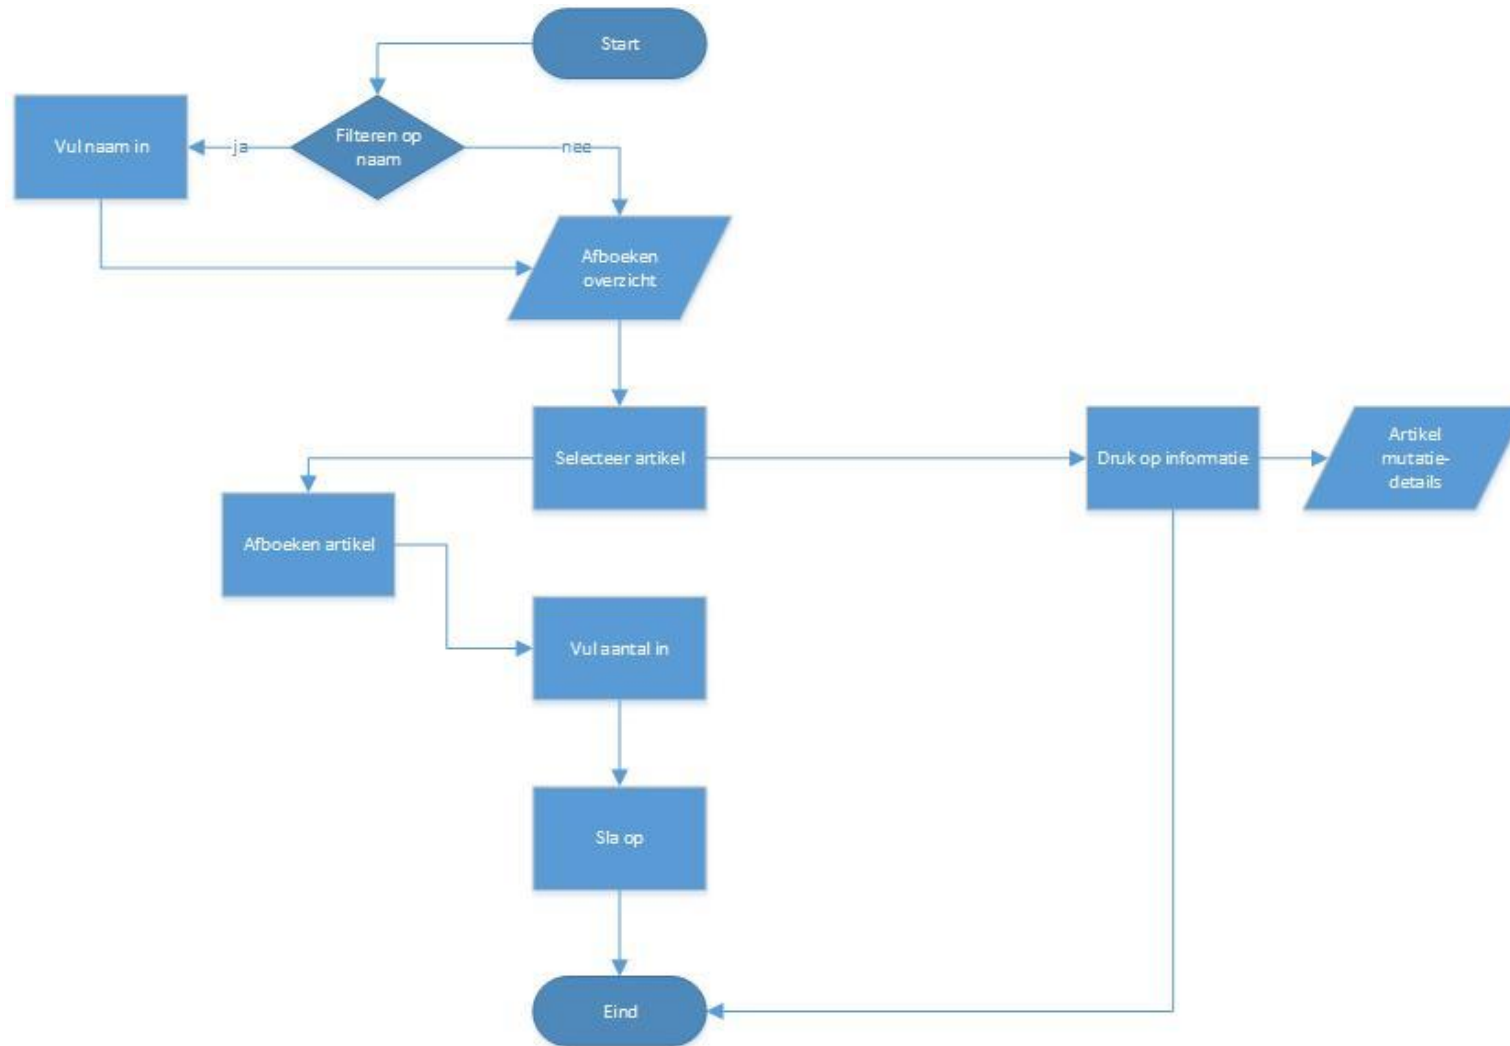 Start
Filteren op
naam
Vul naam in
ja
nee
Afboeken
overzicht
Selecteer artikel
Druk op informatie
Artikel
mutatie-
details
Afboeken artikel
Vul aantal in
Sla op
Eind